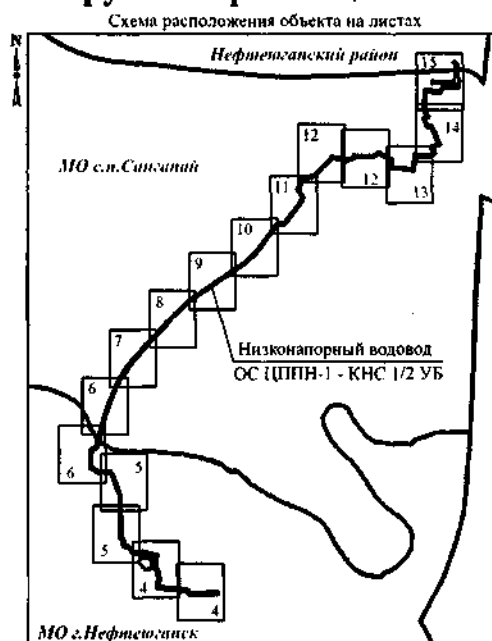 Схема расположения объекта на листах
N
Нефтеюганский район
15
14
12
МО с.п.Сингапай
12
13
11
10
9
8
Низконапорный водовод
ОС ЦППН-1 - КНС 1/2 УБ
7
6
6
5
5
4
4
МО г.Нефтеюганск